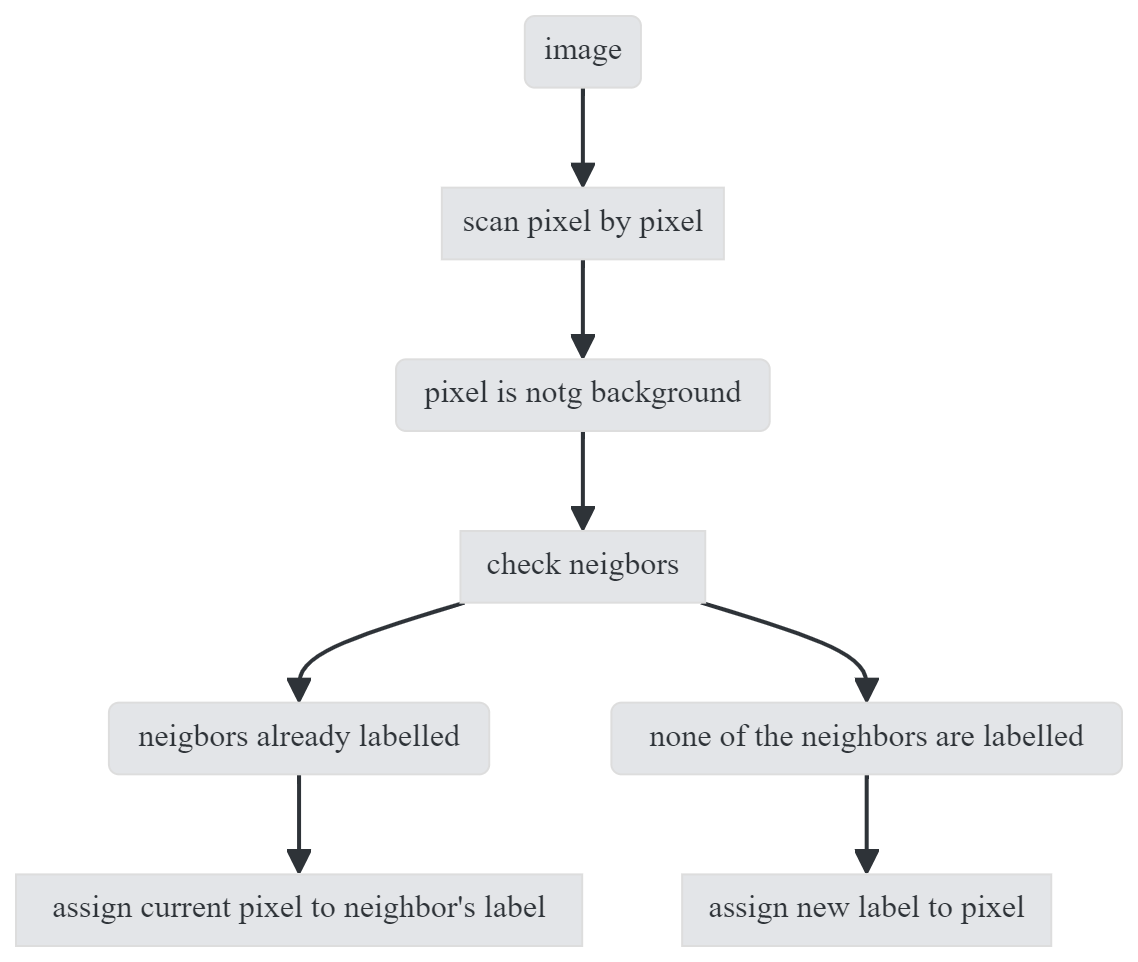 image
scan pixel by pixel
pixel is notg background
check neigbors
neigbors already labelled
none of the neighbors are labelled
assign current pixel to neighbor's label
assign new label to pixel